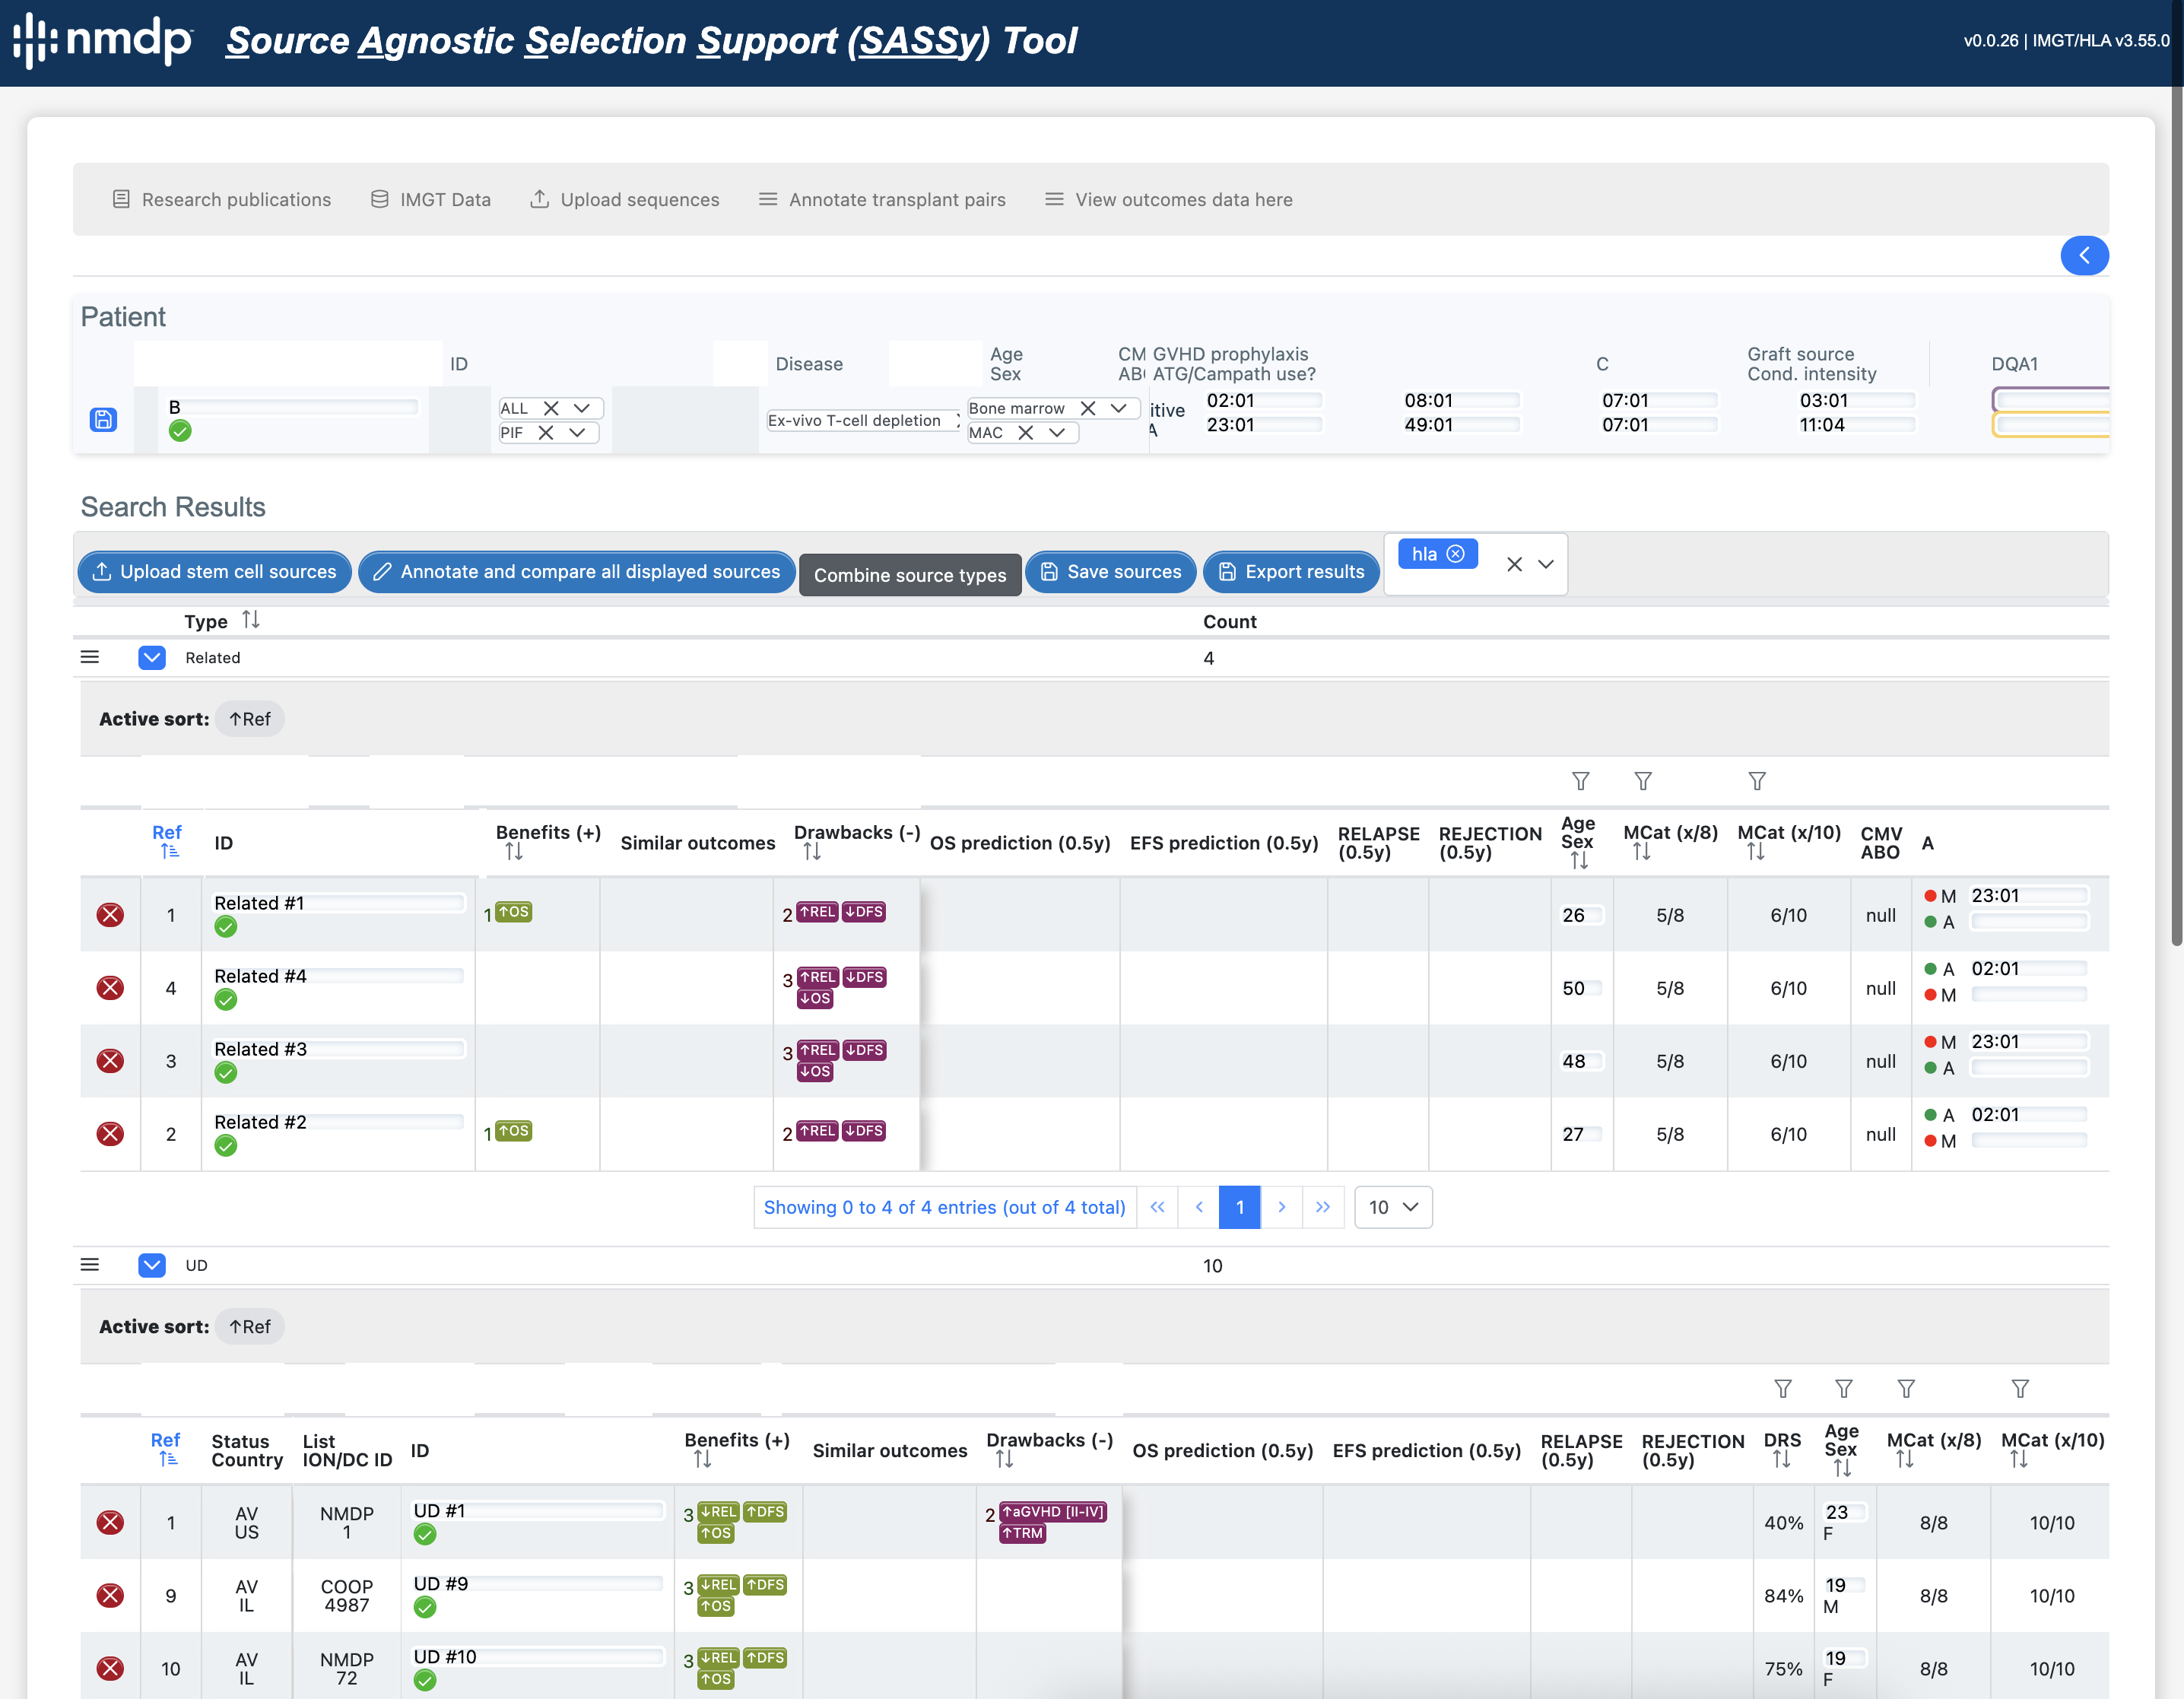 nmdp Source Agnostic Selection Support (SASSy) Tool v0.0.26 | IMGT/HLA v3.55.0
Research publications IMGT Data Upload sequences Annotate transplant pairs View outcomes data here
Patient
ID Disease Age Sex CM ABO GVHD prophylaxis ATG/Campath use? C Graft source Cond. intensity DQA1
B ALL PIF Ex-vivo T-cell depletion Bone marrow MAC itive A 02:01 23:01 08:01 49:01 07:01 07:01 03:01 11:04
Search Results
Upload stem cell sources Annotate and compare all displayed sources Combine source types Save sources Export results hla
Type Count
Related 4
Active sort: ↑Ref
Ref ID Benefits (+) Similar outcomes Drawbacks (-) OS prediction (0.5y) EFS prediction (0.5y) RELAPSE (0.5y) REJECTION (0.5y) Age Sex MCat (x/8) MCat (x/10) CMV ABO A
1 Related #1 1 ↑OS 2 ↑REL ↓DFS 26 5/8 6/10 null M 23:01 A
4 Related #4 3 ↑REL ↓DFS ↓OS 50 5/8 6/10 null A 02:01 M
3 Related #3 3 ↑REL ↓DFS ↓OS 48 5/8 6/10 null M 23:01 A
2 Related #2 1 ↑OS 2 ↑REL ↓DFS 27 5/8 6/10 null A 02:01 M
Showing 0 to 4 of 4 entries (out of 4 total) « ‹ 1 › » 10
UD 10
Active sort: ↑Ref
Ref Status Country List ION/DC ID ID Benefits (+) Similar outcomes Drawbacks (-) OS prediction (0.5y) EFS prediction (0.5y) RELAPSE (0.5y) REJECTION (0.5y) DRS Age Sex MCat (x/8) MCat (x/10)
1 AV US NMDP 1 UD #1 3 ↓REL ↑DFS ↑OS 2 ↑aGVHD [II-IV] ↑TRM 40% 23 F 8/8 10/10
9 AV IL COOP 4987 UD #9 3 ↓REL ↑DFS ↑OS 84% 19 M 8/8 10/10
10 AV IL NMDP 72 UD #10 3 ↓REL ↑DFS ↑OS 75% 19 F 8/8 10/10